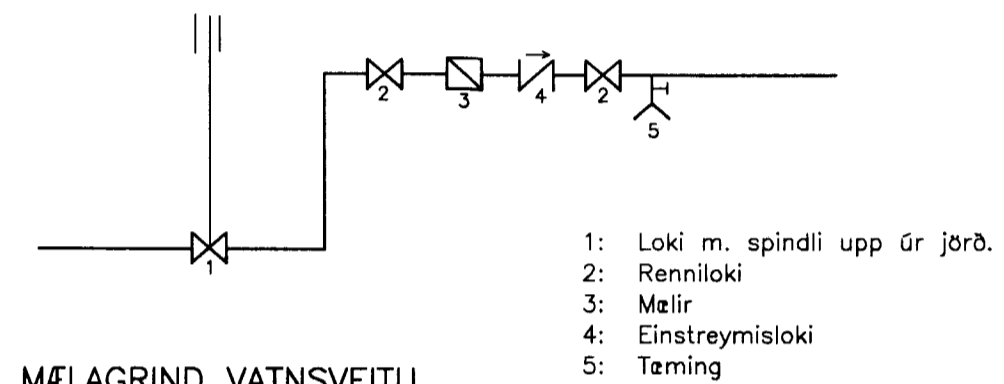 2
3
4
2
5
1
1: Loki m. spindli upp úr jörð.
2: Renniloki
3: Mælir
4: Einstreymisloki
5: Tæming
MÆLAGRIND VATNSVEITU